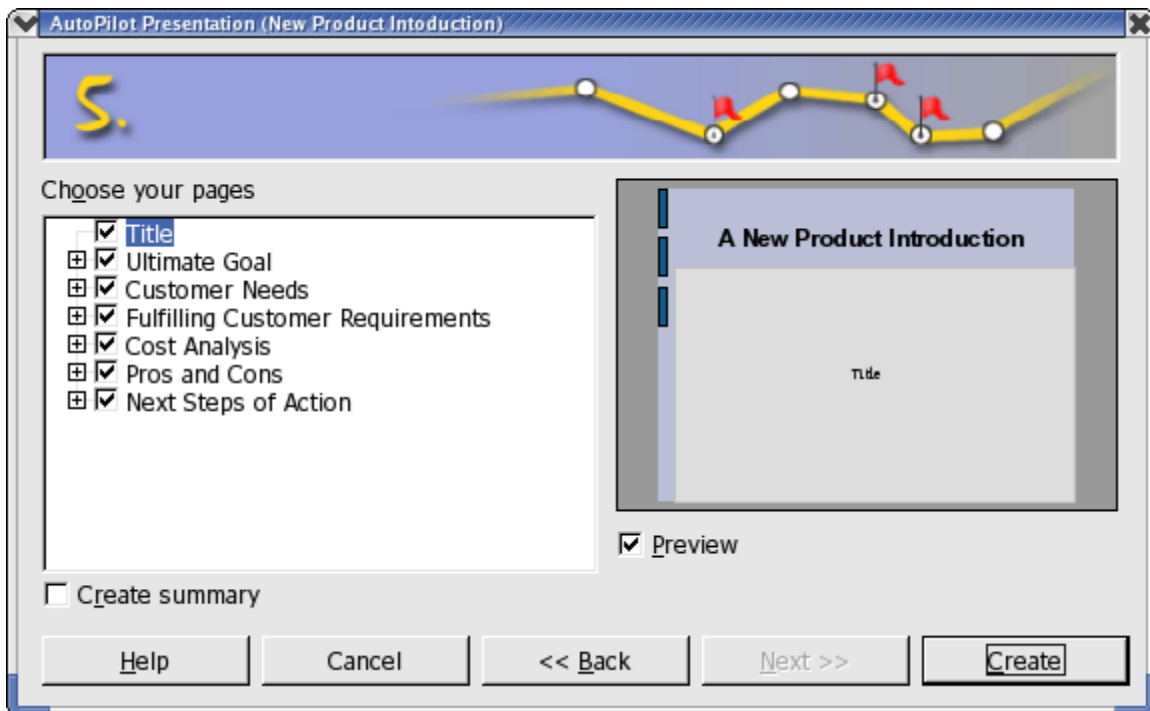 AutoPilot Presentation (New Product Intoduction)
5.
Choose your pages
Title
Ultimate Goal
Customer Needs
Fulfilling Customer Requirements
Cost Analysis
Pros and Cons
Next Steps of Action
A New Product Introduction
Title
Preview
Create summary
Help
Cancel
<< Back
Next >>
Create